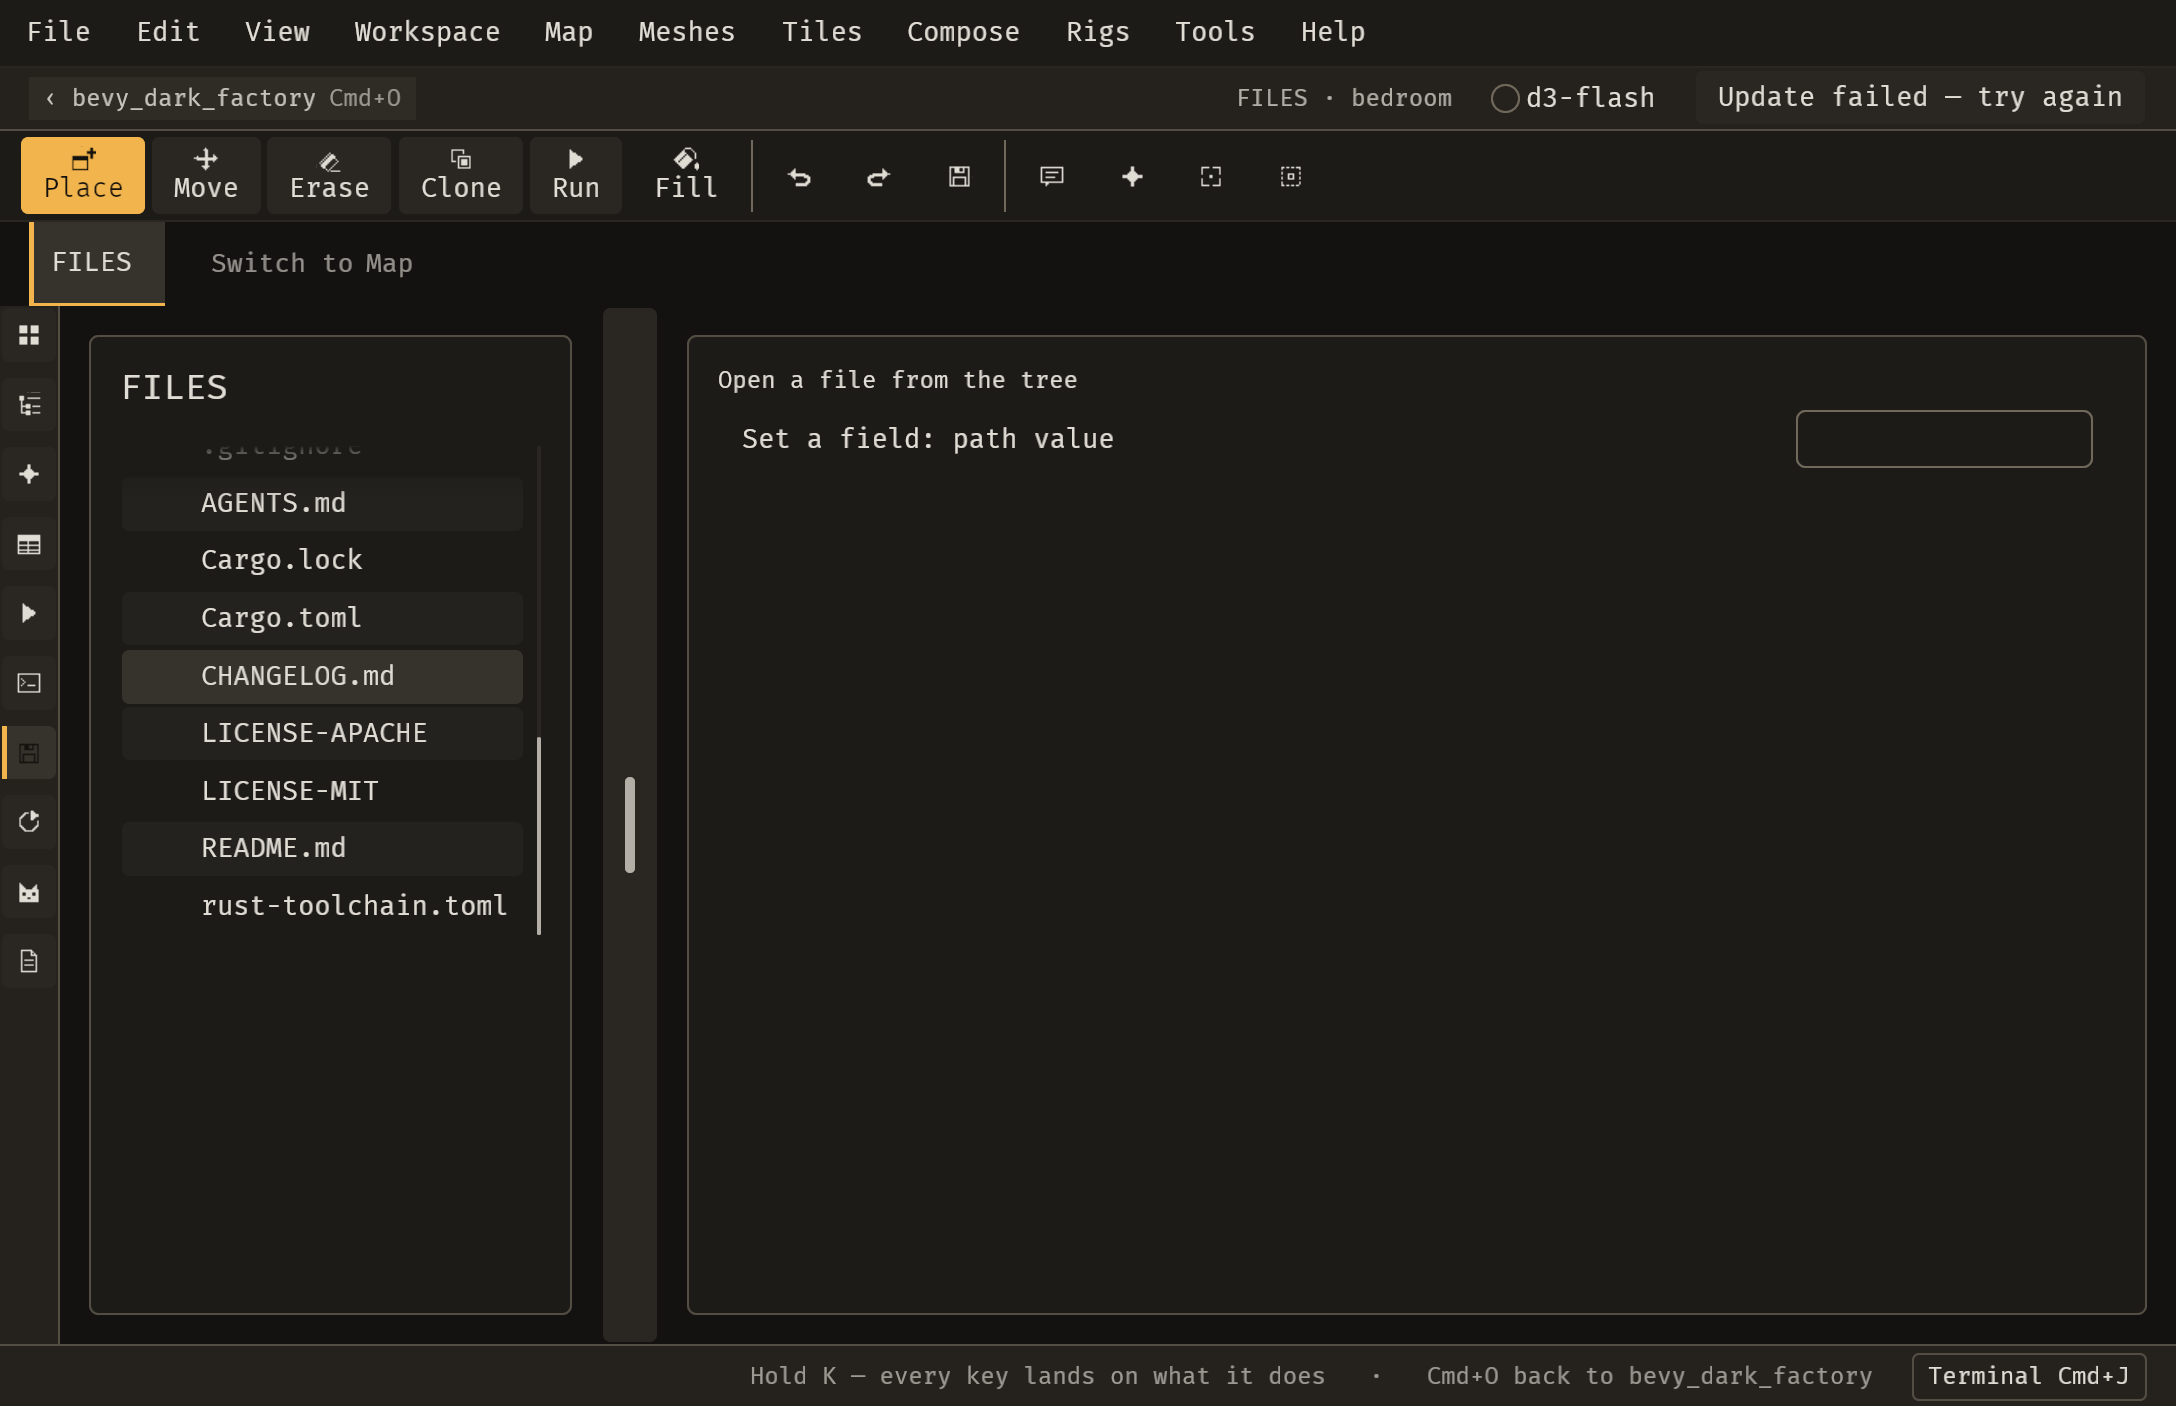 File Edit View Workspace Map Meshes Tiles Compose Rigs Tools Help
‹ bevy_dark_factory Cmd+O
FILES · bedroom
d3-flash
Update failed — try again
Place Move Erase Clone Run Fill
FILES
Switch to Map
FILES
.gitignore
AGENTS.md
Cargo.lock
Cargo.toml
CHANGELOG.md
LICENSE-APACHE
LICENSE-MIT
README.md
rust-toolchain.toml
Open a file from the tree
Set a field: path value
Hold K — every key lands on what it does · Cmd+O back to bevy_dark_factory
Terminal Cmd+J